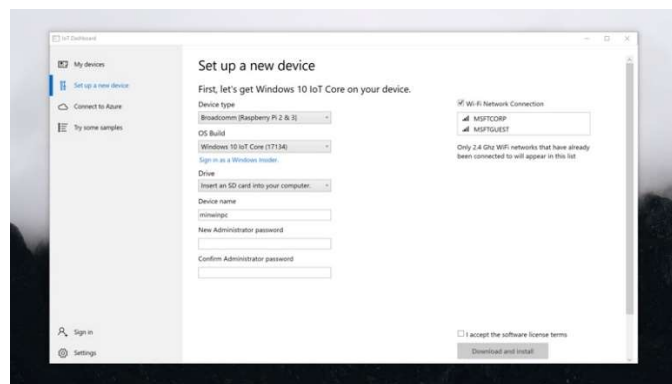 IoT Dashboard
My devices
Set up a new device
Connect to Azure
Try some samples
Sign in
Settings
Set up a new device
First, let's get Windows 10 IoT Core on your device.
Device type
Broadcomm [Raspberry Pi 2 & 3]
OS Build
Windows 10 IoT Core (17134)
Sign in as a Windows Insider.
Drive
Insert an SD card into your computer.
Device name
minwinpc
New Administrator password
Confirm Administrator password
Wi-Fi Network Connection
MSFTCORP
MSFTGUEST
Only 2.4 Ghz WiFi networks that have already
been connected to will appear in this list
I accept the software license terms
Download and install